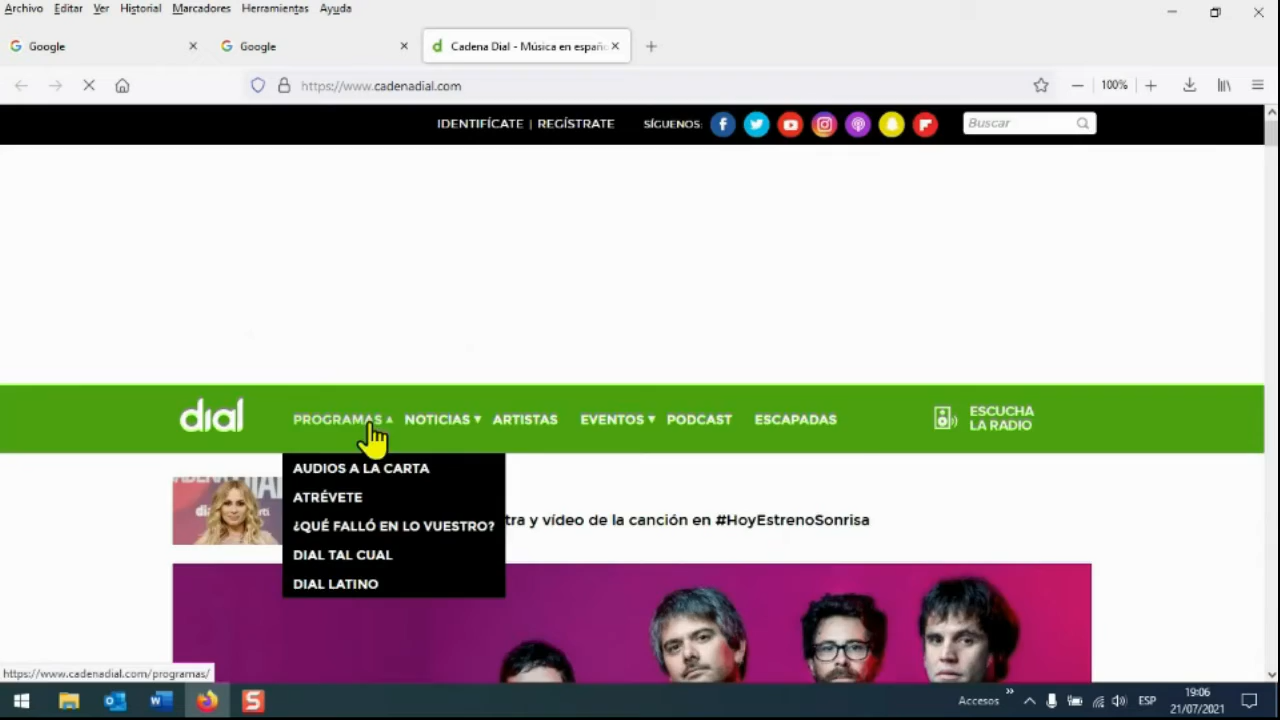 Archivo Editar Ver Historial Marcadores Herramientas Ayuda
Google
Google
Cadena Dial - Música en españ
https://www.cadenadial.com
100%
IDENTIFÍCATE | REGÍSTRATE
SÍGUENOS:
Buscar
dial
PROGRAMAS
NOTICIAS
ARTISTAS
EVENTOS
PODCAST
ESCAPADAS
ESCUCHA
LA RADIO
AUDIOS A LA CARTA
ATRÉVETE
¿QUÉ FALLÓ EN LO VUESTRO?
DIAL TAL CUAL
DIAL LATINO
tra y vídeo de la canción en #HoyEstrenoSonrisa
https://www.cadenadial.com/programas/
Accesos
ESP
19:06
21/07/2021